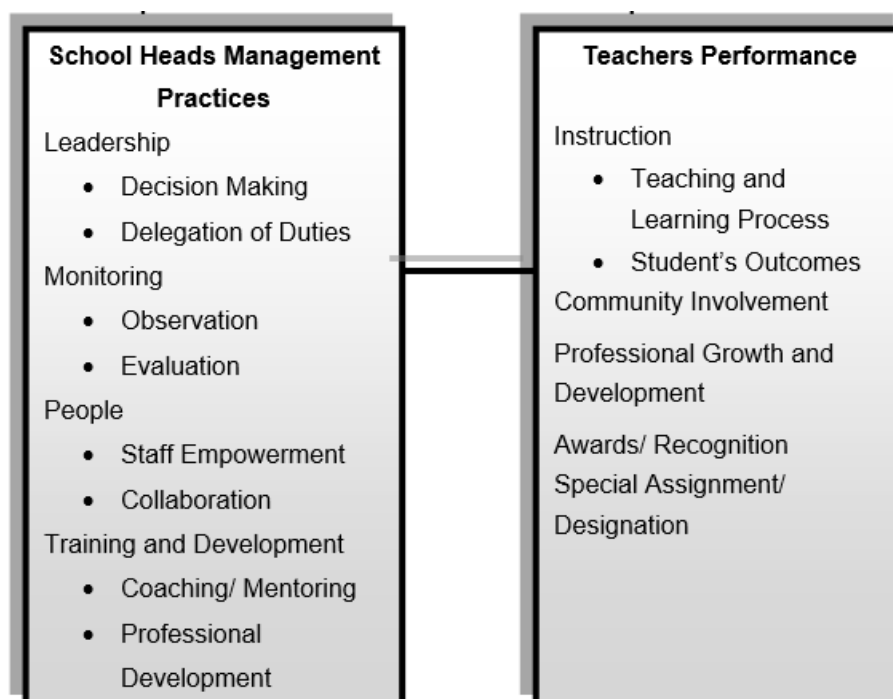 School Heads Management
Practices
Leadership
• Decision Making
• Delegation of Duties
Monitoring
• Observation
• Evaluation
People
• Staff Empowerment
• Collaboration
Training and Development
• Coaching/ Mentoring
• Professional
Development
Teachers Performance
Instruction
• Teaching and
Learning Process
• Student’s Outcomes
Community Involvement
Professional Growth and
Development
Awards/ Recognition
Special Assignment/
Designation